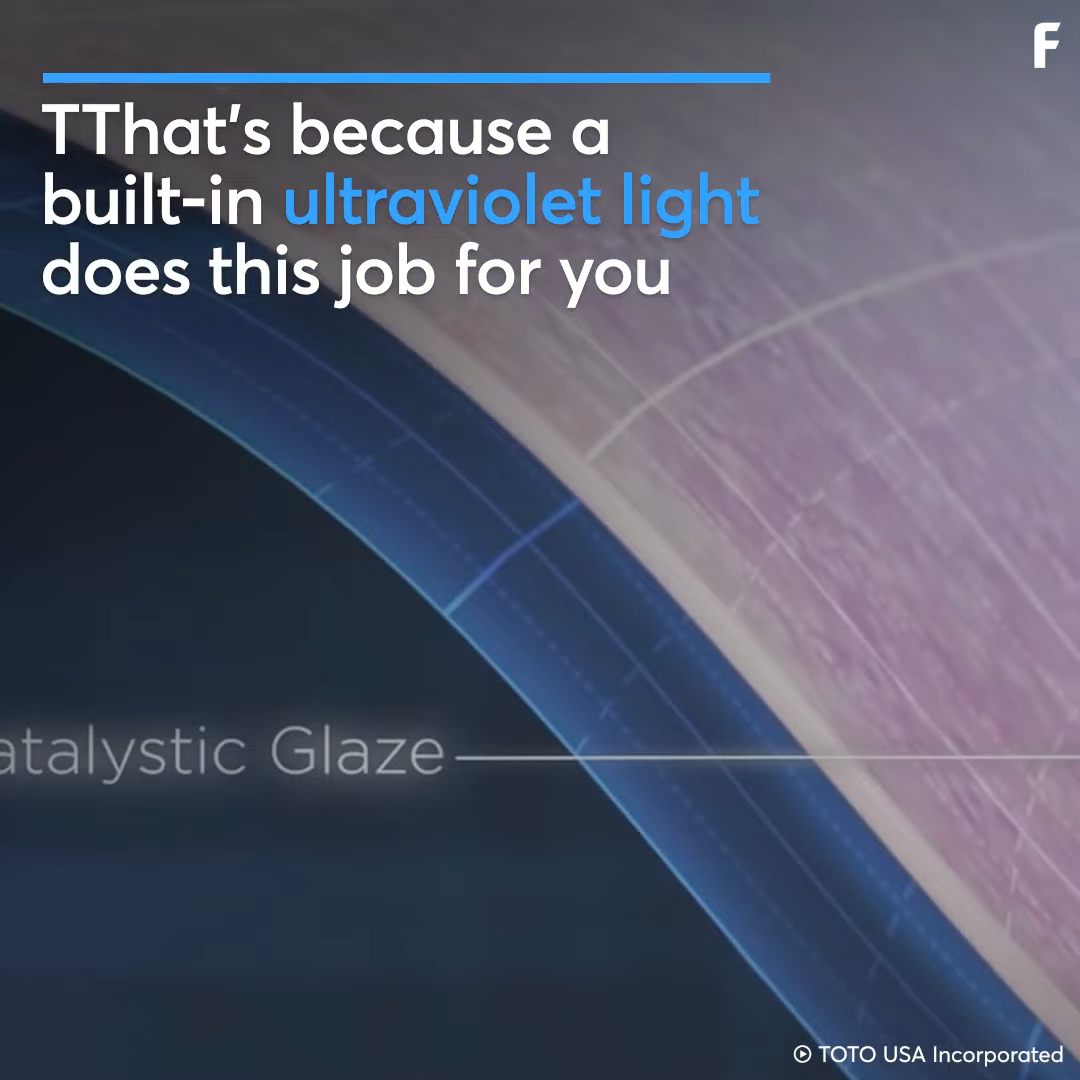 F
TThat's because a
built-in ultraviolet light
does this job for you
atalystic Glaze
TOTO USA Incorporated